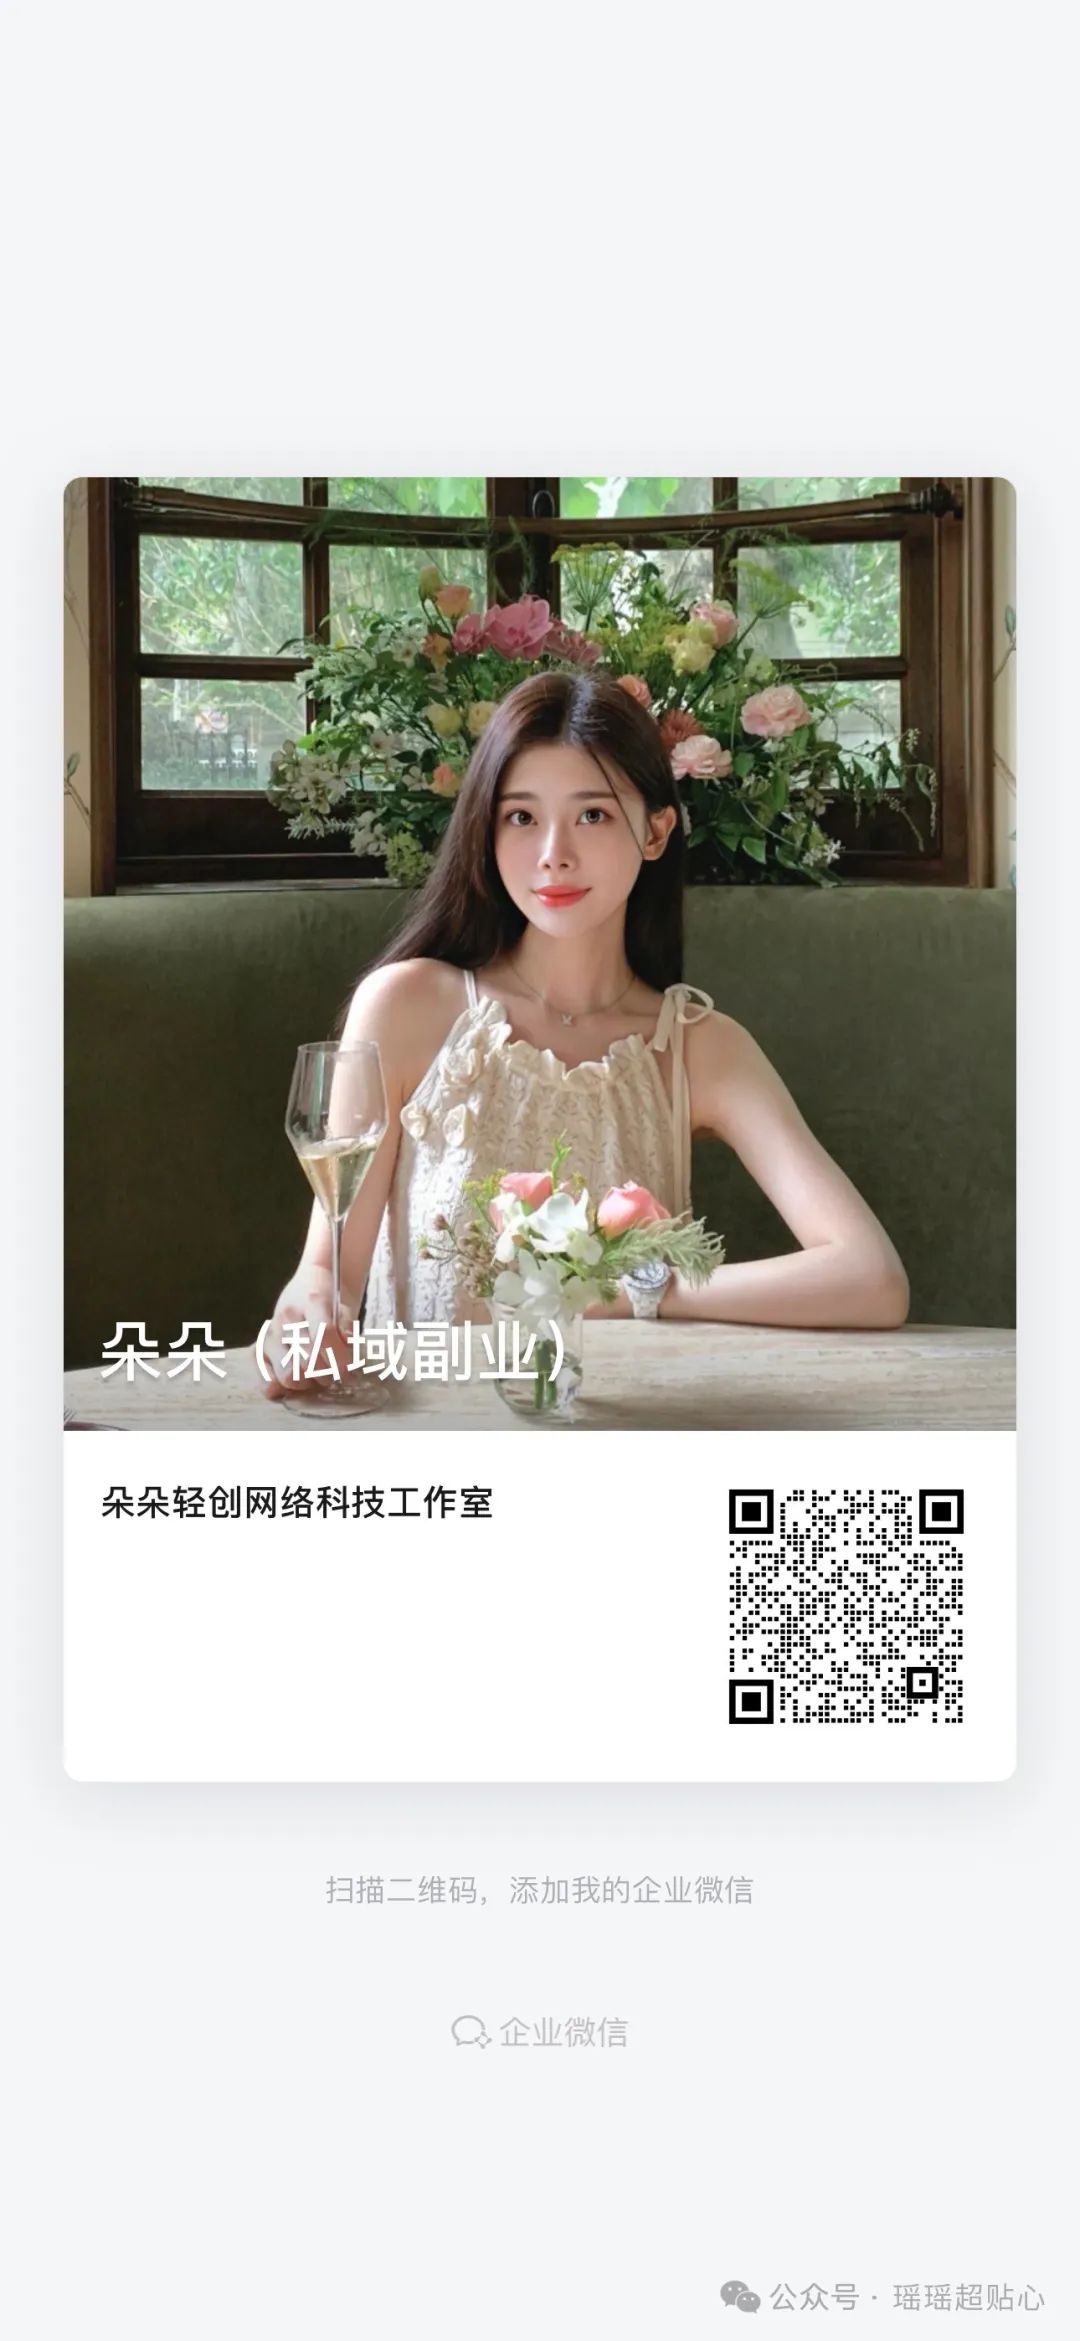 朵朵（私域副业）
朵朵轻创网络科技工作室
扫描二维码，添加我的企业微信
企业微信
公众号 · 瑶瑶超贴心